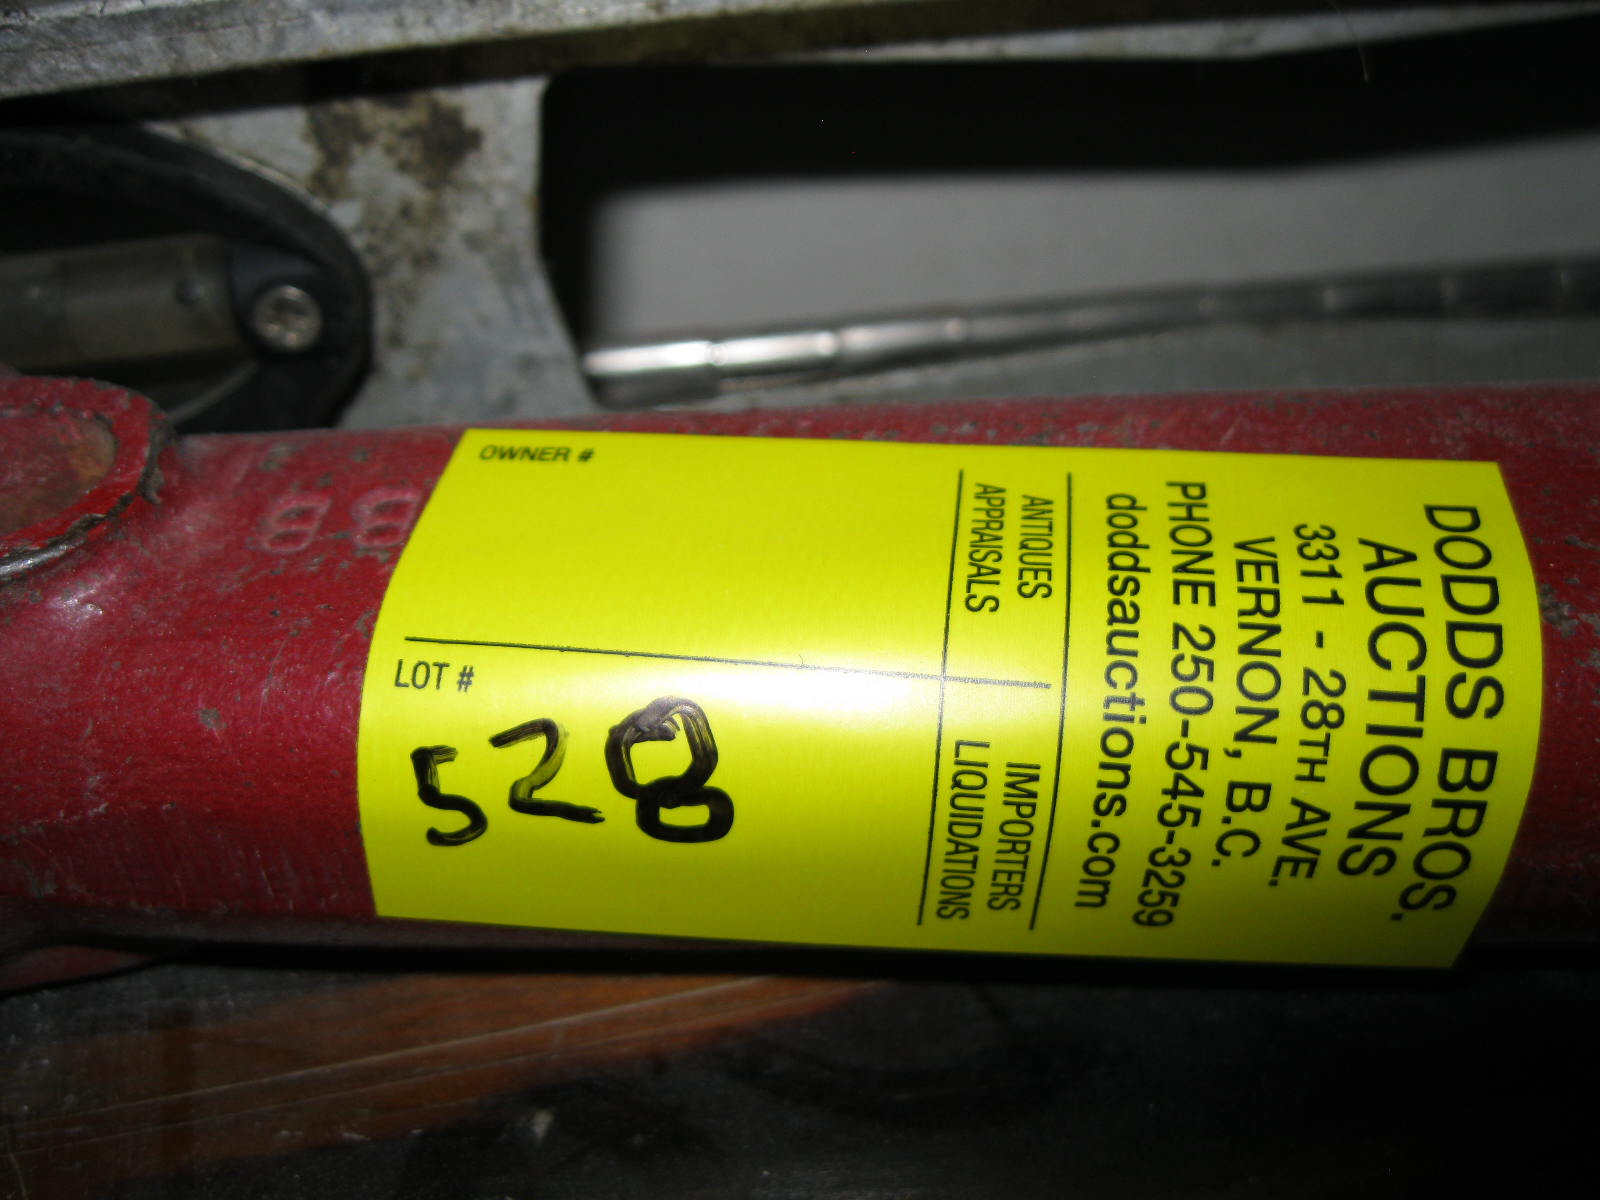 DODDS BROS.
AUCTIONS
3311 - 28TH AVE.
VERNON, B.C.
PHONE 250-545-3259
doddsauctions.com
ANTIQUES
APPRAISALS
IMPORTERS
LIQUIDATIONS
OWNER #
LOT #
528